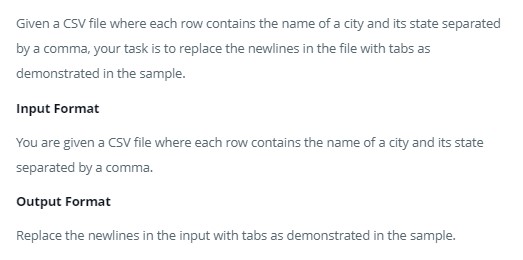 Given a CSV file where each row contains the name of a city and its state separated
by a comma, your task is to replace the newlines in the file with tabs as
demonstrated in the sample.
Input Format
You are given a CSV file where each row contains the name of a city and its state
separated by a comma.
Output Format
Replace the newlines in the input with tabs as demonstrated in the sample.